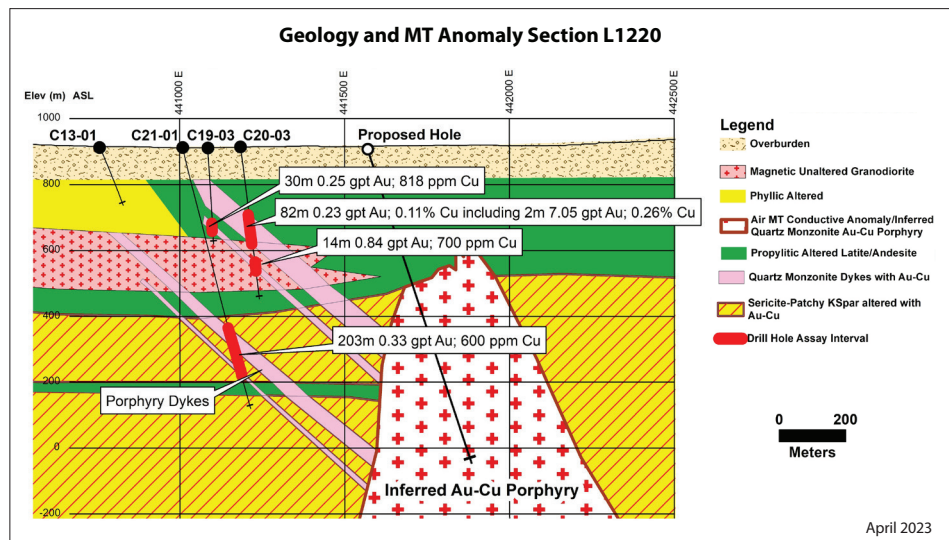 Geology and MT Anomaly Section L1220
Elev (m) ASL
441000 E
441500 E
442000 E
442500 E
1000
800
600
400
200
0
-200
C13-01
C21-01
C19-03
C20-03
Proposed Hole
30m 0.25 gpt Au; 818 ppm Cu
82m 0.23 gpt Au; 0.11% Cu including 2m 7.05 gpt Au; 0.26% Cu
14m 0.84 gpt Au; 700 ppm Cu
203m 0.33 gpt Au; 600 ppm Cu
Porphyry Dykes
Inferred Au-Cu Porphyry
Legend
Overburden
Magnetic Unaltered Granodiorite
Phyllic Altered
Air MT Conductive Anomaly/Inferred
Quartz Monzonite Au-Cu Porphyry
Propylitic Altered Latite/Andesite
Quartz Monzonite Dykes with Au-Cu
Sericite-Patchy KSpar altered with
Au-Cu
Drill Hole Assay Interval
0 200
Meters
April 2023